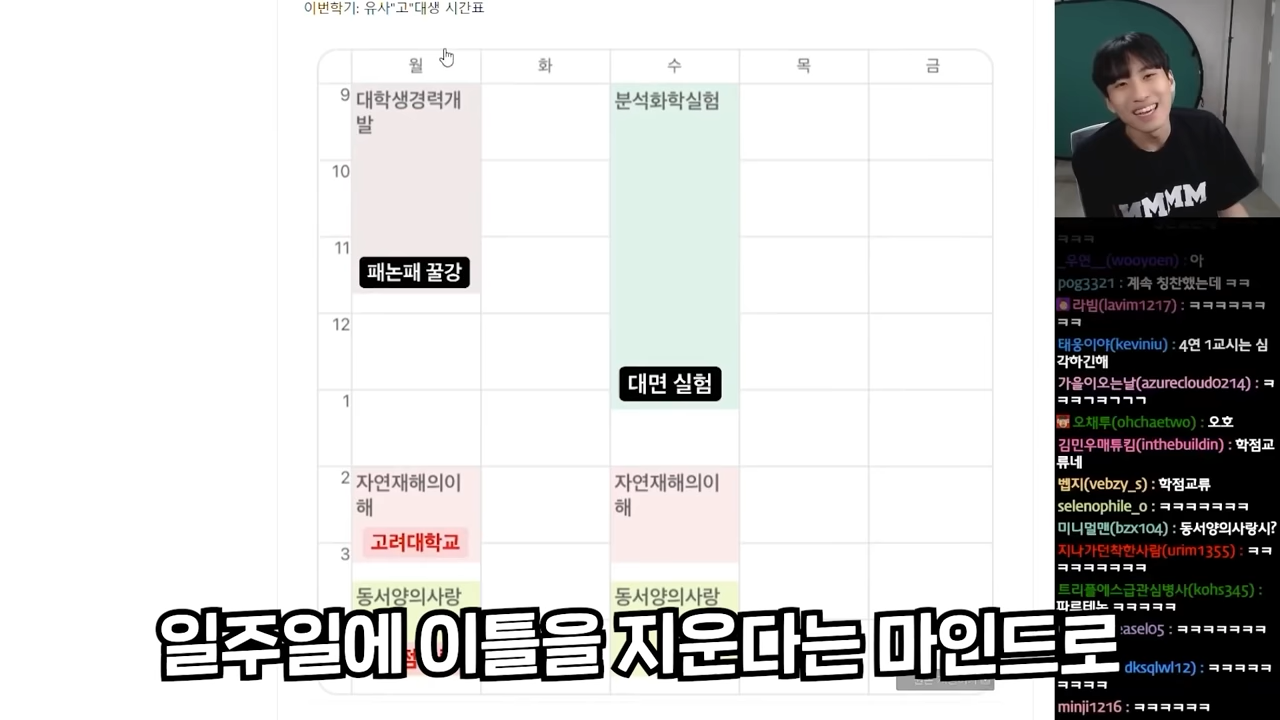 이번학기: 유사"고"대생 시간표
월 화 수 목 금
9
대학생경력개
발
분석화학실험
10
11
패논패 꿀강
12
대면 실험
1
2
자연재해의이
해
자연재해의이
해
고려대학교
3
동서양의사랑
동서양의사랑
일주일에 이틀을 지운다는 마인드로
ㅋㅋㅋ
_우연__(wooyoen) : 아
pog3321 : 계속 칭찬했는데 ㅋㅋ
라빔(lavim1217) : ㅋㅋㅋㅋㅋㅋ
ㅋㅋ
태웅이야(keviniu) : 4연 1교시는 심
각하긴해
가을이오는날(azurecloud0214) : ㅋ
ㅋㅋㄱㅋㄱㄱㄱ
오채투(ohchaetwo) : 오호
김민우매튜킴(inthebuildin) : 학점교
류네
벱지(vebzy_s) : 학점교류
selenophile_o : ㅋㅋㅋㅋㅋㅋㅋ
미니멀맨(bzx104) : 동서양의사랑시?
지나가던착한사람(urim1355) : ㅋㅋ
ㅋㅋㅋㅋㅋㅋㅋ
트리플에스급관심병사(kohs345) :
파르테논 ㅋㅋㅋㅋㅋ
easel05 : ㅋㅋㅋㅋㅋㅋㅋ
dksqlwl12) : ㅋㅋㅋㅋㅋ
ㅋㅋㅋㅋ
minji1216 : ㅋㅋㅋㅋㅋㅋ